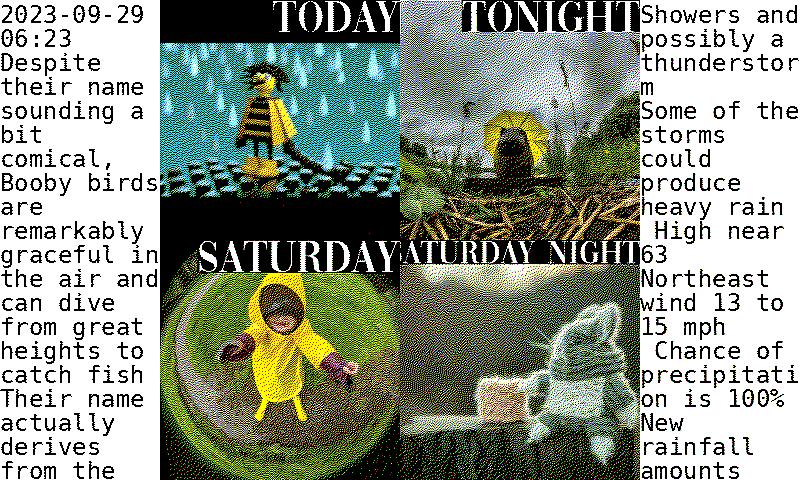 2023-09-29
06:23
Despite
their name
sounding a
bit
comical,
Booby birds
are
remarkably
graceful in
the air and
can dive
from great
heights to
catch fish
Their name
actually
derives
from the
TODAY
TONIGHT
SATURDAY
ATURDAY NIGHT
Showers and
possibly a
thunderstor
m
Some of the
storms
could
produce
heavy rain
High near
63
Northeast
wind 13 to
15 mph
Chance of
precipitati
on is 100%
New
rainfall
amounts